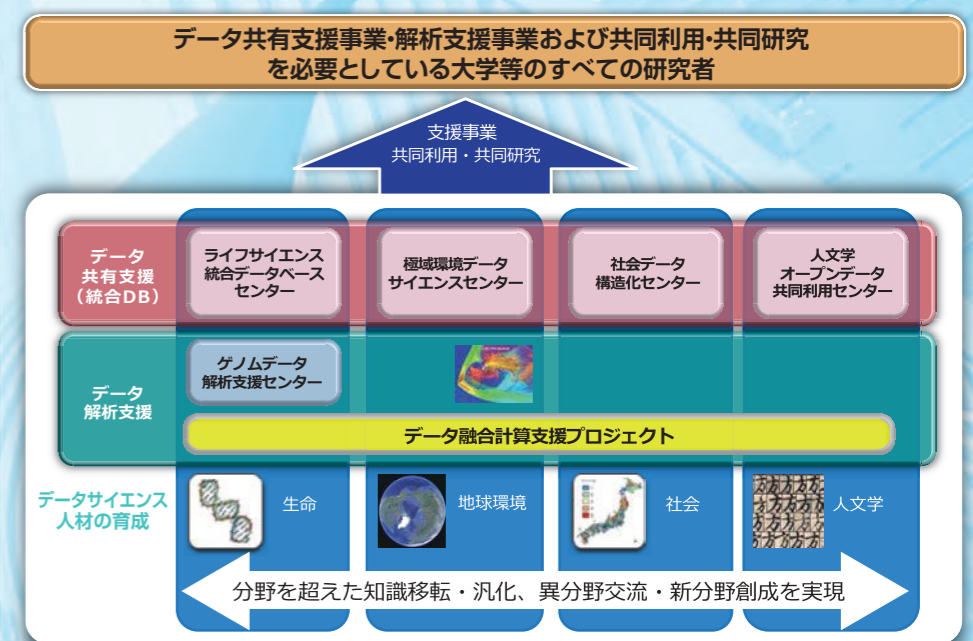 データ共有支援事業・解析支援事業および共同利用・共同研究
を必要としている大学等のすべての研究者
支援事業
共同利用・共同研究
データ
共有支援
（統合DB）
ライフサイエンス
統合データベース
センター
極域環境データ
サイエンスセンター
社会データ
構造化センター
人文学
オープンデータ
共同利用センター
データ
解析支援
ゲノムデータ
解析支援センター
データ融合計算支援プロジェクト
データサイエンス
人材の育成
生命
地球環境
社会
人文学
分野を超えた知識移転・汎化、異分野交流・新分野創成を実現